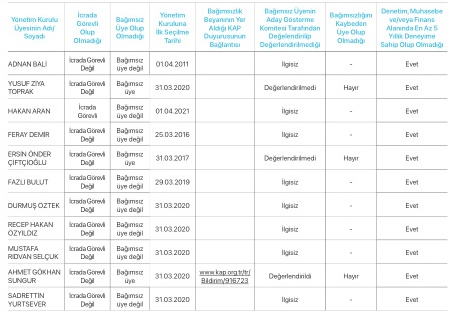 Yönetim Kurulu Üyesinin Adı/ Soyadı | İcrada Görevli Olup Olmadığı | Bağımsız Üye Olup Olmadığı | Yönetim Kuruluna İlk Seçilme Tarihi | Bağımsızlık Beyanının Yer Aldığı KAP Duyurusunun Bağlantısı | Bağımsız Üyenin Aday Gösterme Komitesi Tarafından Değerlendirilip Değerlendirilmediği | Bağımsızlığını Kaybeden Üye Olup Olmadığı | Denetim, Muhasebe ve/veya Finans Alanında En Az 5 Yıllık Deneyime Sahip Olup Olmadığı
ADNAN BALİ | İcrada Görevli Değil | Bağımsız üye değil | 01.04.2011 | | İlgisiz | - | Evet
YUSUF ZİYA TOPRAK | İcrada Görevli Değil | Bağımsız üye | 31.03.2020 | | Değerlendirilmedi | Hayır | Evet
HAKAN ARAN | İcrada Görevli | Bağımsız üye değil | 01.04.2021 | | İlgisiz | - | Evet
FERAY DEMİR | İcrada Görevli Değil | Bağımsız üye değil | 25.03.2016 | | İlgisiz | - | Evet
ERSİN ÖNDER ÇİFTÇİOĞLU | İcrada Görevli Değil | Bağımsız üye | 31.03.2017 | | Değerlendirilmedi | Hayır | Evet
FAZLI BULUT | İcrada Görevli Değil | Bağımsız üye değil | 29.03.2019 | | İlgisiz | - | Evet
DURMUŞ ÖZTEK | İcrada Görevli Değil | Bağımsız üye değil | 31.03.2020 | | İlgisiz | - | Evet
RECEP HAKAN ÖZYILDIZ | İcrada Görevli Değil | Bağımsız üye değil | 31.03.2020 | | İlgisiz | - | Evet
MUSTAFA RIDVAN SELÇUK | İcrada Görevli Değil | Bağımsız üye değil | 31.03.2020 | | İlgisiz | - | Evet
AHMET GÖKHAN SUNGUR | İcrada Görevli Değil | Bağımsız üye | 31.03.2020 | www.kap.org.tr/tr/Bildirim/916723 | Değerlendirildi | Hayır | Evet
SADRETTİN YURTSEVER | İcrada Görevli Değil | Bağımsız üye değil | 31.03.2020 | | İlgisiz | - | Evet